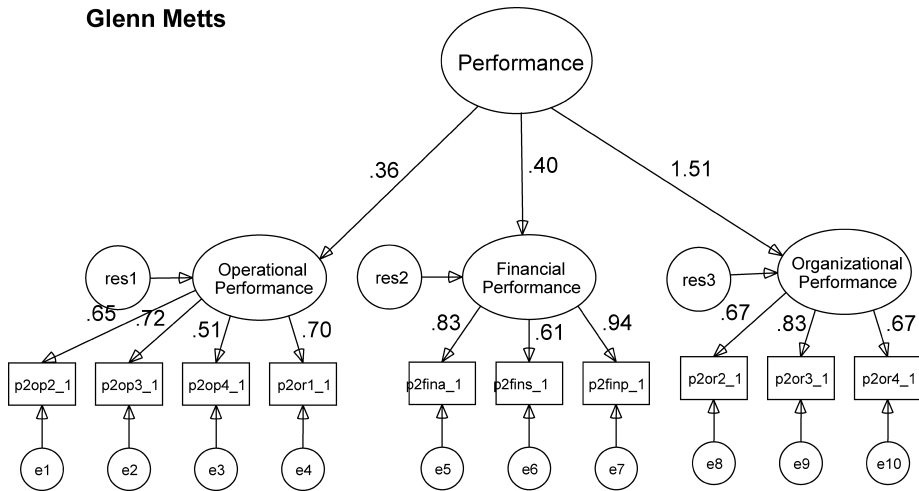 Glenn Metts
Performance
.36
.40
1.51
res1
Operational
Performance
res2
Financial
Performance
res3
Organizational
Performance
.65
.72
.51
.70
.83
.61
.94
.67
.83
.67
p2op2_1
p2op3_1
p2op4_1
p2or1_1
p2fina_1
p2fins_1
p2finp_1
p2or2_1
p2or3_1
p2or4_1
e1
e2
e3
e4
e5
e6
e7
e8
e9
e10